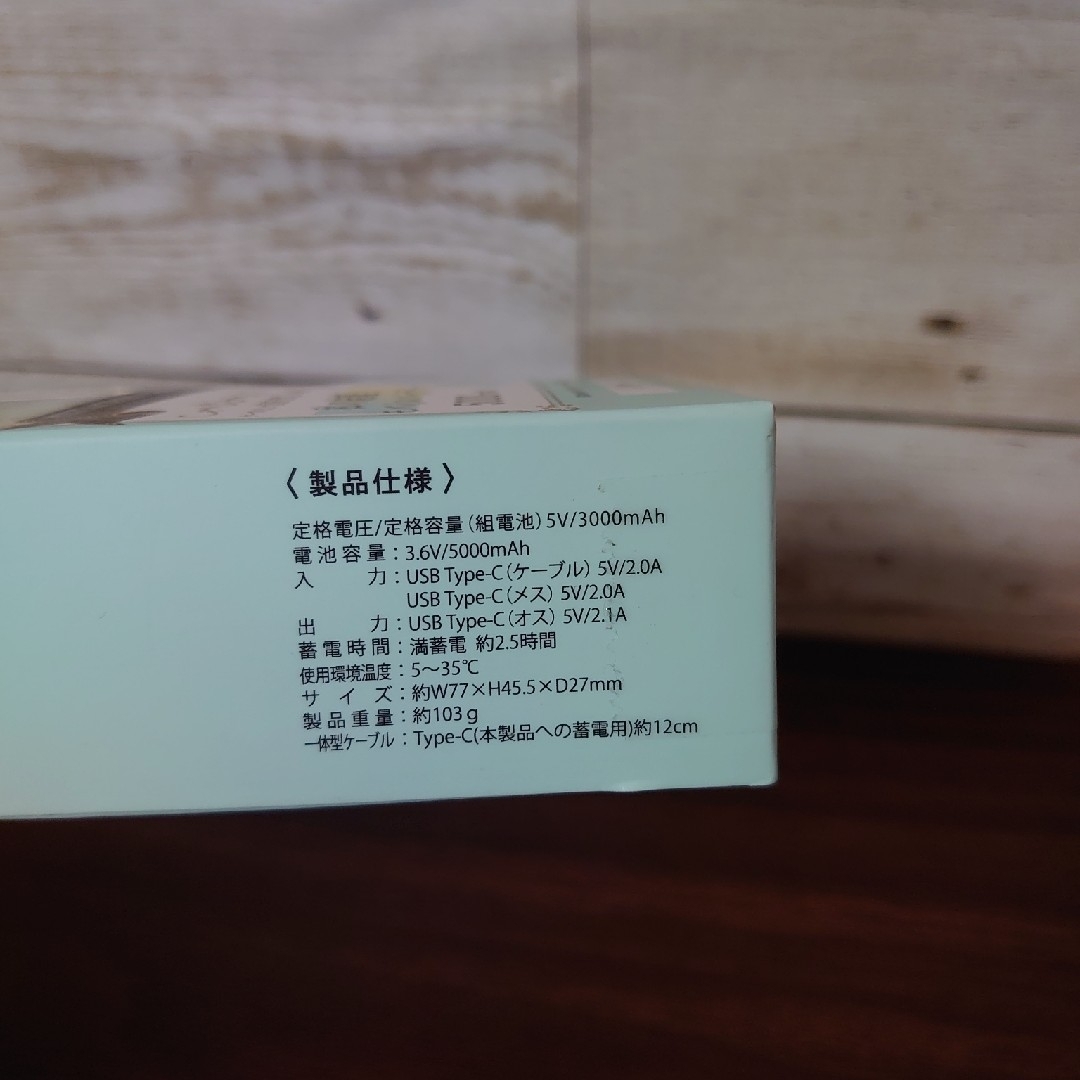 〈 製品仕様 〉
定格電圧/定格容量(組電池)5V/3000mAh
電池容量:3.6V/5000mAh
入力:USB Type-C(ケーブル) 5V/2.0A
USB Type-C(メス) 5V/2.0A
出力:USB Type-C(オス) 5V/2.1A
蓄電時間:満蓄電 約2.5時間
使用環境温度:5〜35℃
サイズ:約W77×H45.5×D27mm
製品重量:約103g
一体型ケーブル:Type-C(本製品への蓄電用)約12cm